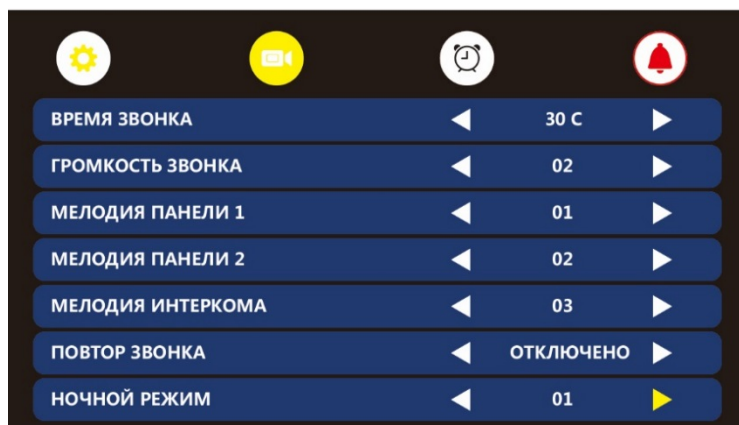 ВРЕМЯ ЗВОНКА 30 С
ГРОМКОСТЬ ЗВОНКА 02
МЕЛОДИЯ ПАНЕЛИ 1 01
МЕЛОДИЯ ПАНЕЛИ 2 02
МЕЛОДИЯ ИНТЕРКОМА 03
ПОВТОР ЗВОНКА ОТКЛЮЧЕНО
НОЧНОЙ РЕЖИМ 01